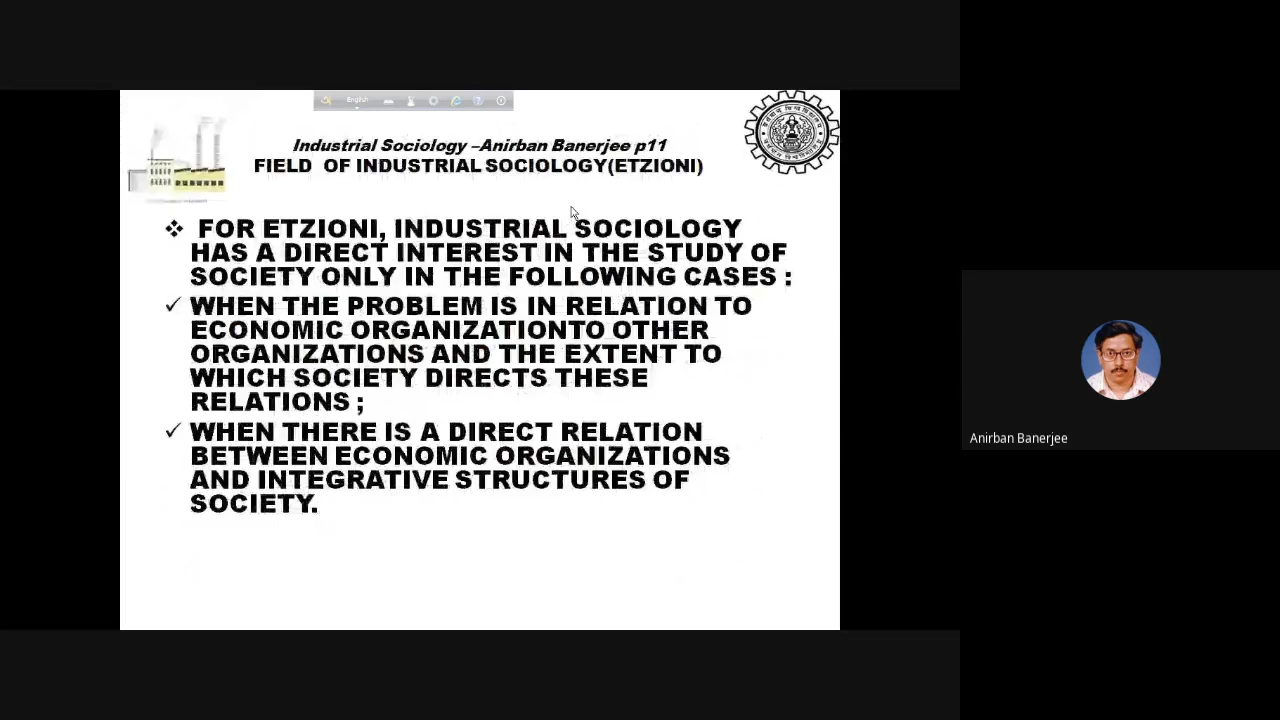 English
Industrial Sociology –Anirban Banerjee p11
FIELD OF INDUSTRIAL SOCIOLOGY(ETZIONI)
❖ FOR ETZIONI, INDUSTRIAL SOCIOLOGY
HAS A DIRECT INTEREST IN THE STUDY OF
SOCIETY ONLY IN THE FOLLOWING CASES :
✓ WHEN THE PROBLEM IS IN RELATION TO
ECONOMIC ORGANIZATIONTO OTHER
ORGANIZATIONS AND THE EXTENT TO
WHICH SOCIETY DIRECTS THESE
RELATIONS ;
✓ WHEN THERE IS A DIRECT RELATION
BETWEEN ECONOMIC ORGANIZATIONS
AND INTEGRATIVE STRUCTURES OF
SOCIETY.
Anirban Banerjee